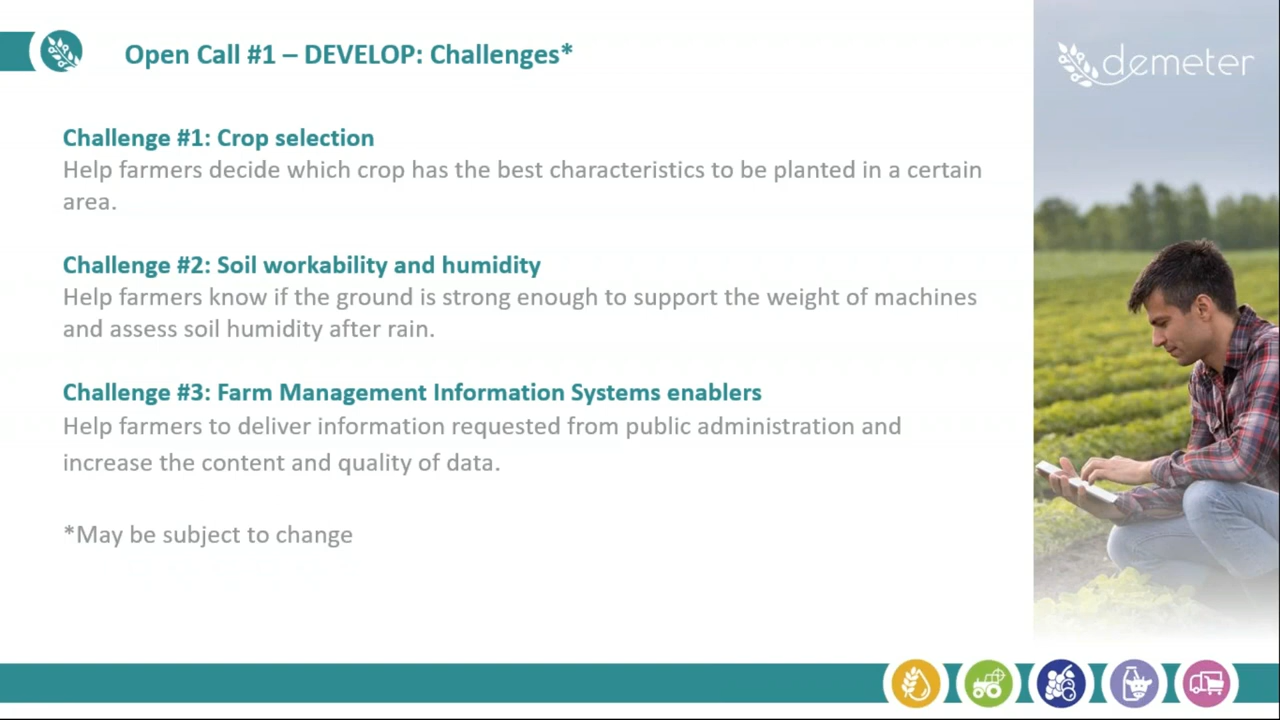 Open Call #1 – DEVELOP: Challenges*
demeter
Challenge #1: Crop selection
Help farmers decide which crop has the best characteristics to be planted in a certain
area.
Challenge #2: Soil workability and humidity
Help farmers know if the ground is strong enough to support the weight of machines
and assess soil humidity after rain.
Challenge #3: Farm Management Information Systems enablers
Help farmers to deliver information requested from public administration and
increase the content and quality of data.
*May be subject to change